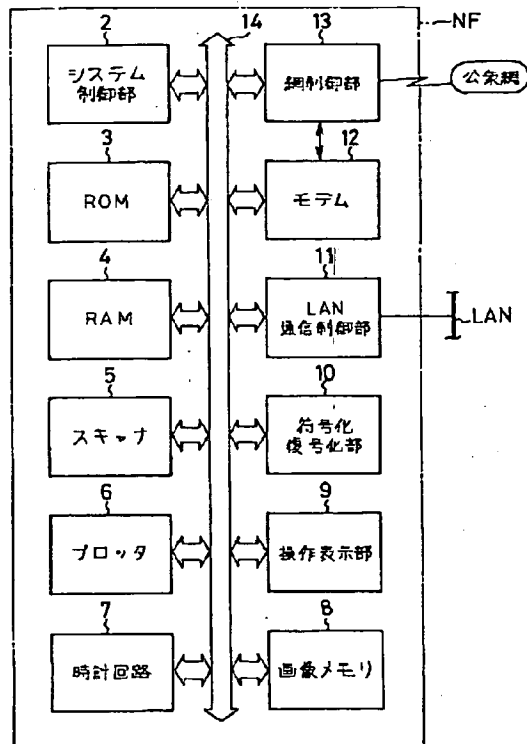 NF
2
システム
制御部
14
13
網制御部
公衆網
3
ROM
12
モデム
4
RAM
11
LAN
通信制御部
LAN
5
スキャナ
10
符号化
復号化部
6
プロッタ
9
操作表示部
7
時計回路
8
画像メモリ